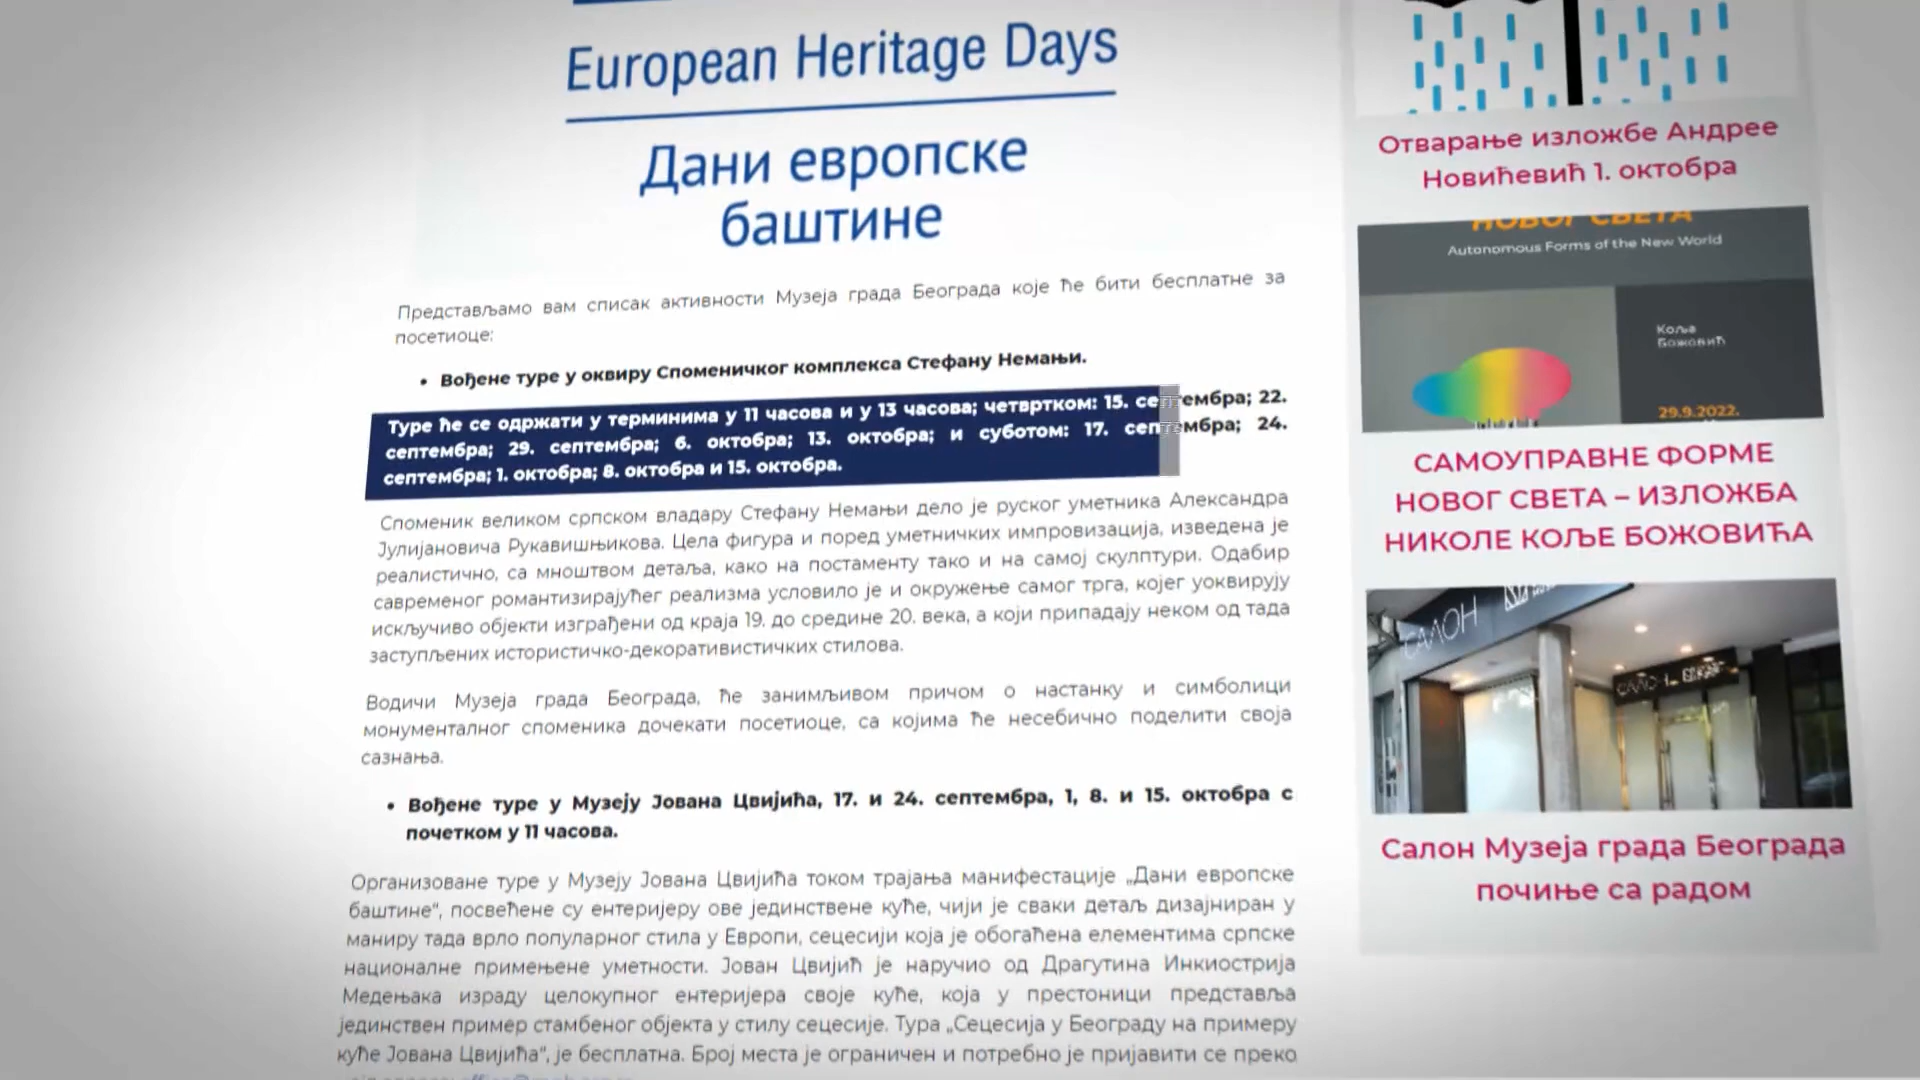 European Heritage Days
Дани европске
баштине
Представљамо вам списак активности Музеја града Београда које ће бити бесплатне за
посетиоце:
• Вођене туре у оквиру Споменичког комплекса Стефану Немањи.
Туре ће се одржати у терминима у 11 часова и у 13 часова; четвртком: 15. септембра; 22.
септембра; 29. септембра; 6. октобра; 13. октобра; и суботом: 17. септембра; 24.
септембра; 1. октобра; 8. октобра и 15. октобра.
Споменик великом српском владару Стефану Немањи дело је руског уметника Александра
Јулијановича Рукавишњикова. Цела фигура и поред уметничких импровизација, изведена је
реалистично, са мноштвом детаља, како на постаменту тако и на самој скулптури. Одабир
савременог романтизирајућег реализма условило је и окружење самог трга, којег уоквирују
искључиво објекти изграђени од краја 19. до средине 20. века, а који припадају неком од тада
заступљених истористичко-декоративистичких стилова.
Водичи Музеја града Београда, ће занимљивом причом о настанку и симболици
монументалног споменика дочекати посетиоце, са којима ће несебично поделити своја
сазнања.
• Вођене туре у Музеју Јована Цвијића, 17. и 24. септембра, 1, 8. и 15. октобра с
почетком у 11 часова.
Организоване туре у Музеју Јована Цвијића током трајања манифестације „Дани европске
баштине“, посвећене су ентеријеру ове јединствене куће, чији је сваки детаљ дизајниран у
маниру тада врло популарног стила у Европи, сецесији која је обогаћена елементима српске
националне примењене уметности. Јован Цвијић је наручио од Драгутина Инкиострија
Медењака израду целокупног ентеријера своје куће, која у престоници представља
јединствен пример стамбеног објекта у стилу сецесије. Тура „Сецесија у Београду на примеру
куће Јована Цвијића“, је бесплатна. Број места је ограничен и потребно је пријавити се преко
Отварање изложбе Андрее
Новићевић 1. октобра
НОВОГ СВЕТА
Autonomous Forms of the New World
Коља
Божовић
29.9.2022.
САМОУПРАВНЕ ФОРМЕ
НОВОГ СВЕТА – ИЗЛОЖБА
НИКОЛЕ КОЉЕ БОЖОВИЋА
САЛОН
Салон Музеја града Београда
почиње са радом